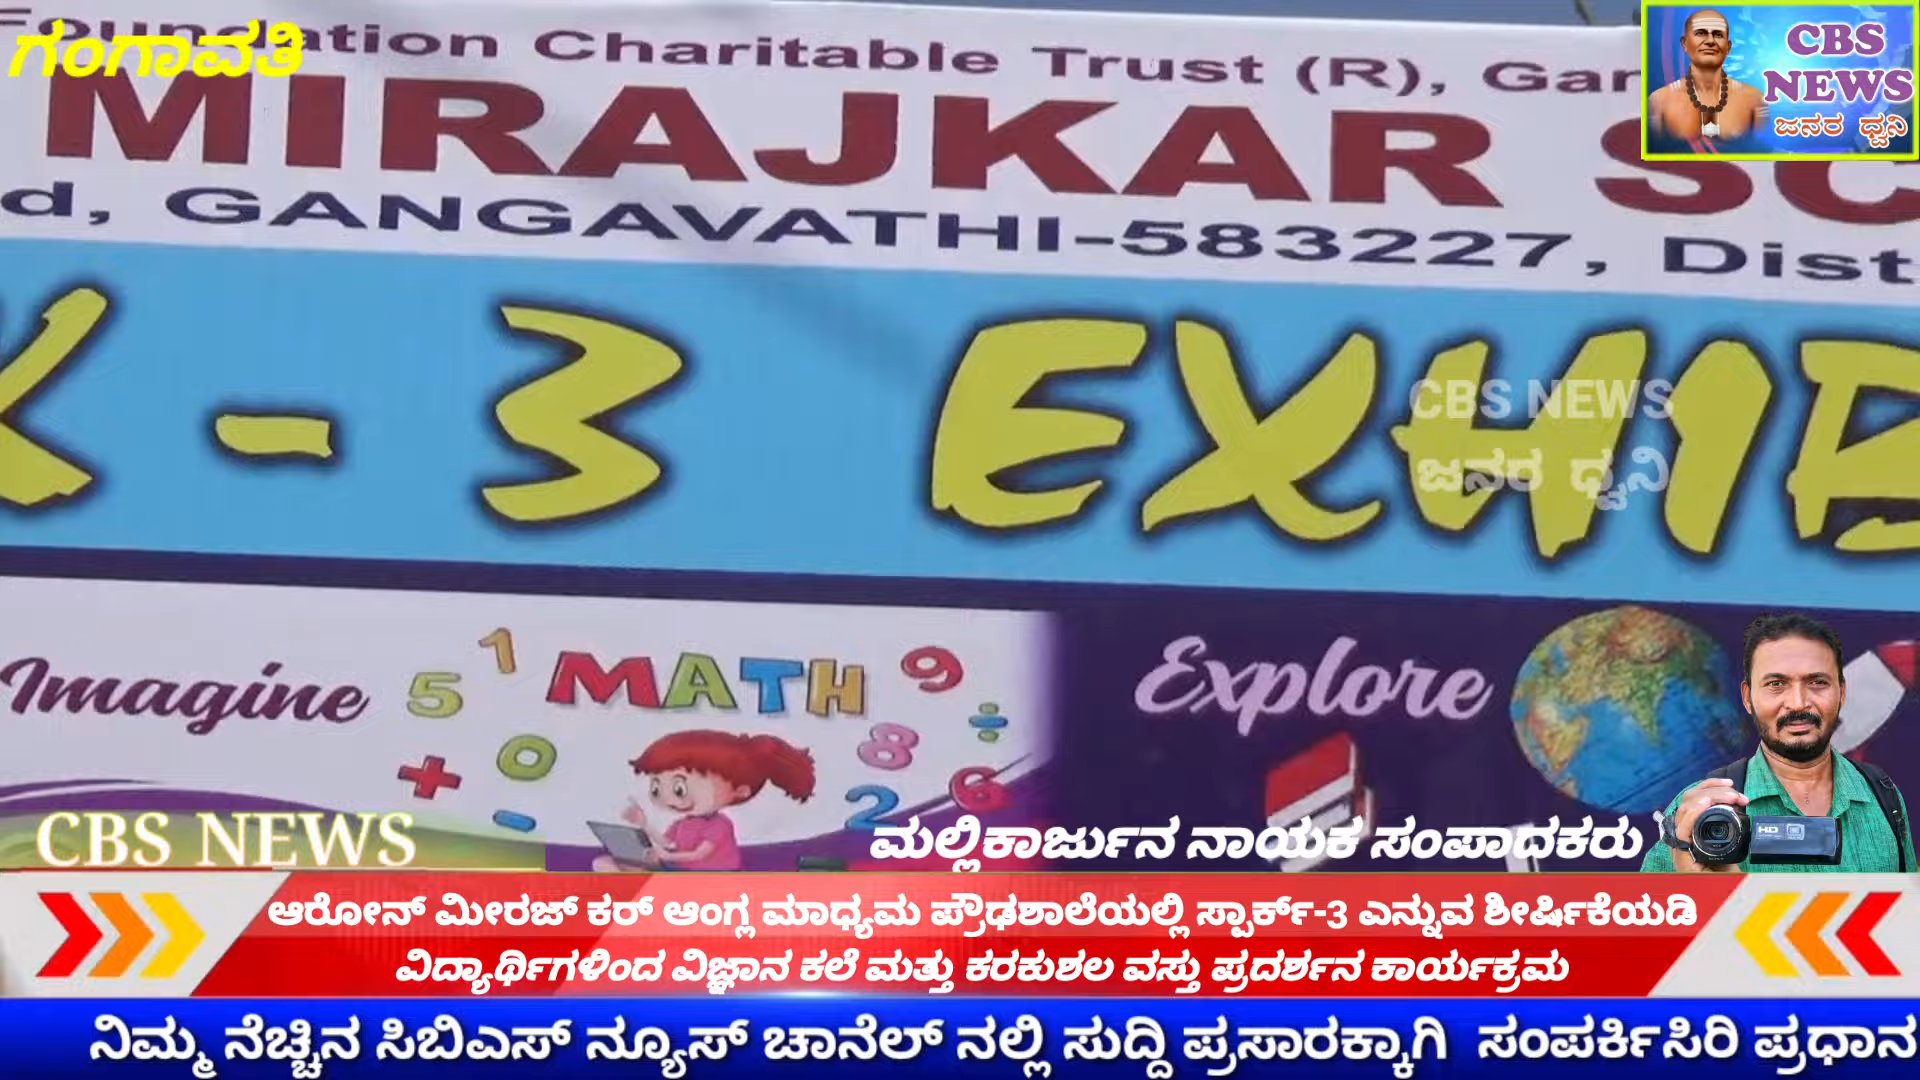 ಗಂಗಾವತಿ
Foundation Charitable Trust (R), Gan
CBS
NEWS
ಜನರ ಧ್ವನಿ
MIRAJKAR SC
d, GANGAVATHI-583227, Dist
K - 3 EXHIB
CBS NEWS
ಜನರ ಧ್ವನಿ
Imagine
5 1 MATH 9
÷
+ 0 8
- 2 6
Explore
HD
CBS NEWS
ಮಲ್ಲಿಕಾರ್ಜುನ ನಾಯಕ ಸಂಪಾದಕರು
ಆರೋನ್ ಮೀರಜ್ ಕರ್ ಆಂಗ್ಲ ಮಾಧ್ಯಮ ಪ್ರೌಢಶಾಲೆಯಲ್ಲಿ ಸ್ಪಾರ್ಕ್-3 ಎನ್ನುವ ಶೀರ್ಷಿಕೆಯಡಿ
ವಿದ್ಯಾರ್ಥಿಗಳಿಂದ ವಿಜ್ಞಾನ ಕಲೆ ಮತ್ತು ಕರಕುಶಲ ವಸ್ತು ಪ್ರದರ್ಶನ ಕಾರ್ಯಕ್ರಮ
ನಿಮ್ಮ ನೆಚ್ಚಿನ ಸಿಬಿಎಸ್ ನ್ಯೂಸ್ ಚಾನೆಲ್ ನಲ್ಲಿ ಸುದ್ದಿ ಪ್ರಸಾರಕ್ಕಾಗಿ ಸಂಪರ್ಕಿಸಿರಿ ಪ್ರಧಾನ